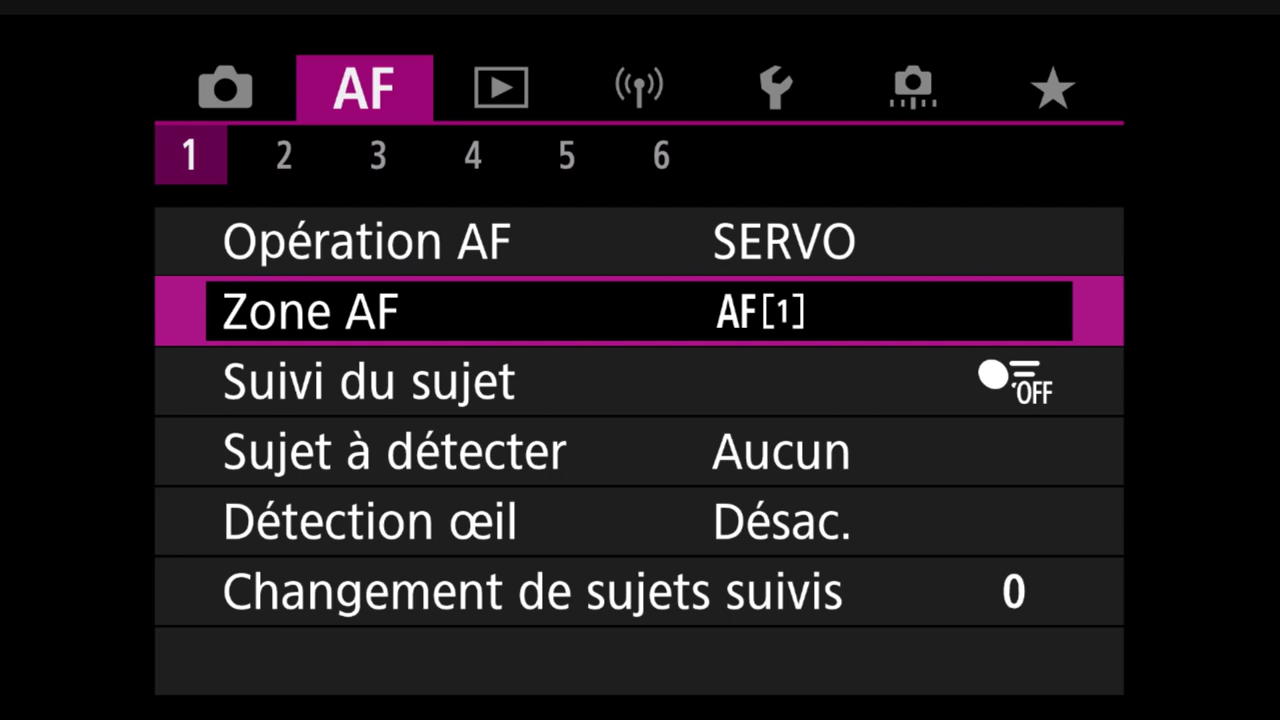 AF
1 2 3 4 5 6
Opération AF SERVO
Zone AF AF[1]
Suivi du sujet OFF
Sujet à détecter Aucun
Détection œil Désac.
Changement de sujets suivis 0